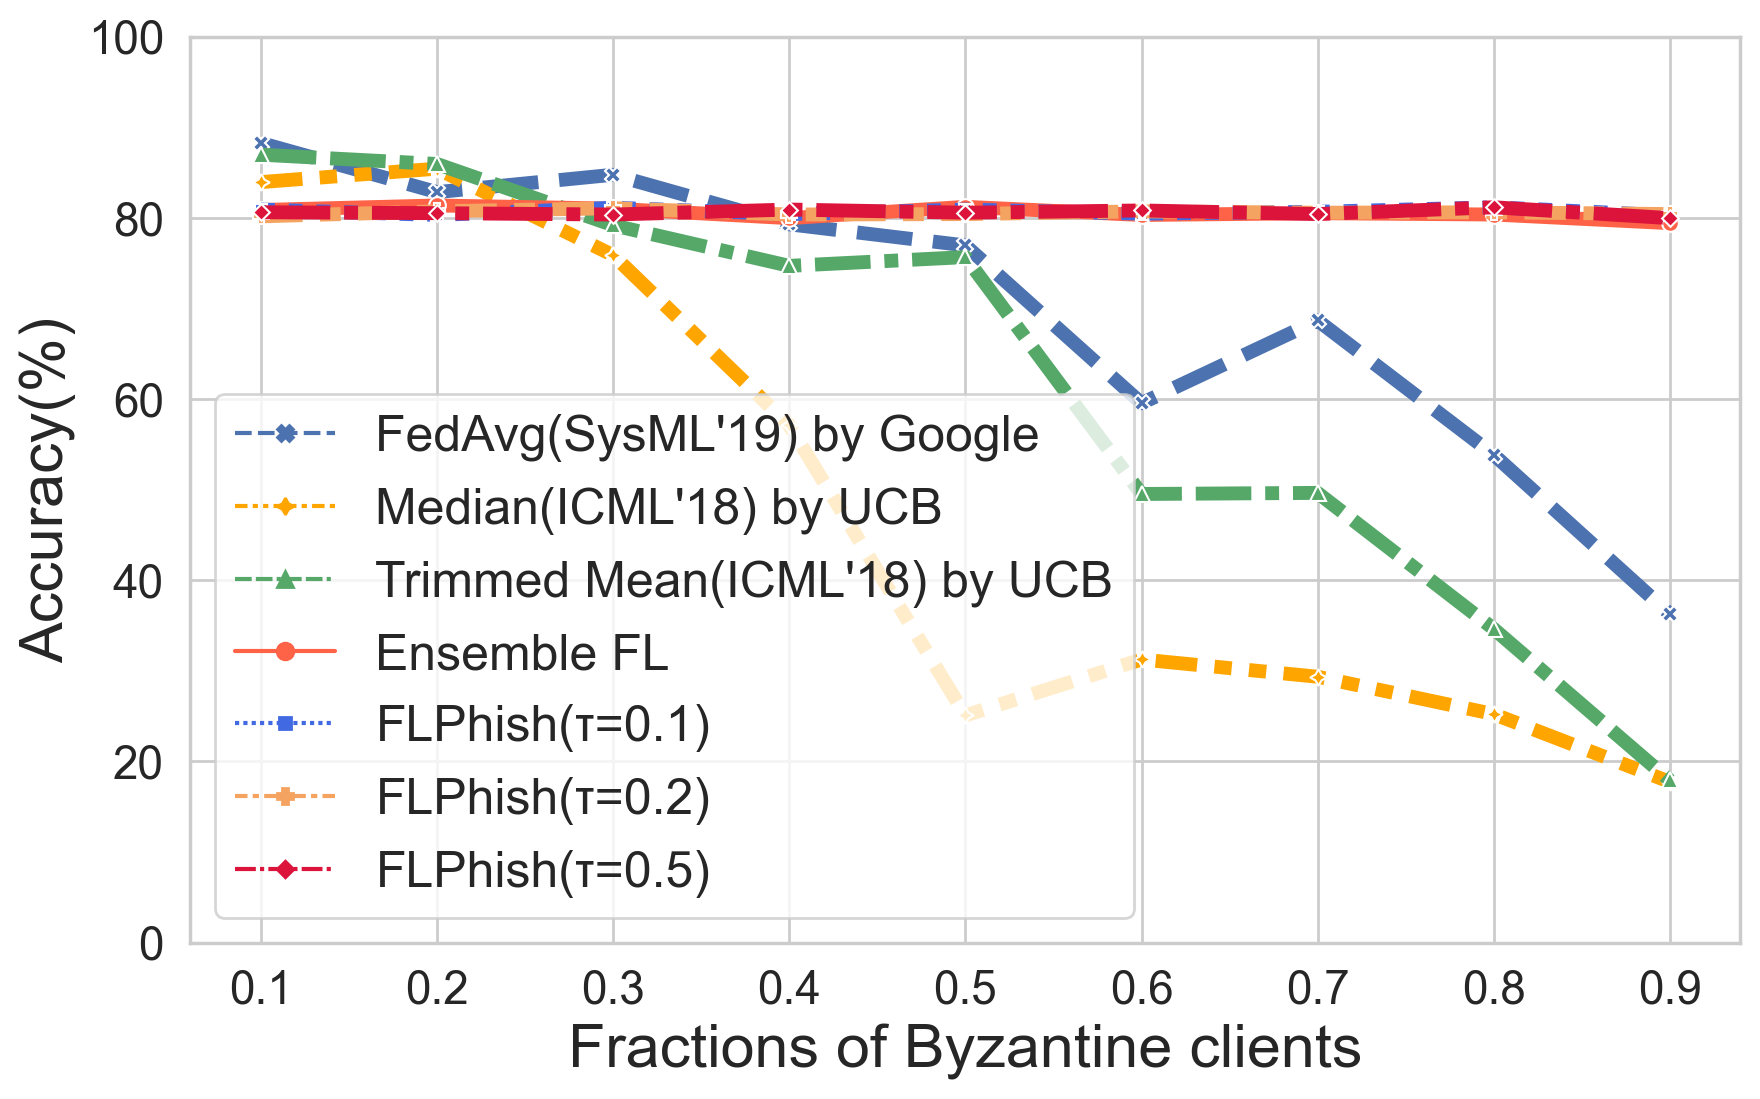 100
80
60
40
20
0
Accuracy(%)
FedAvg(SysML'19) by Google
Median(ICML'18) by UCB
Trimmed Mean(ICML'18) by UCB
Ensemble FL
FLPhish(τ=0.1)
FLPhish(τ=0.2)
FLPhish(τ=0.5)
0.1 0.2 0.3 0.4 0.5 0.6 0.7 0.8 0.9
Fractions of Byzantine clients